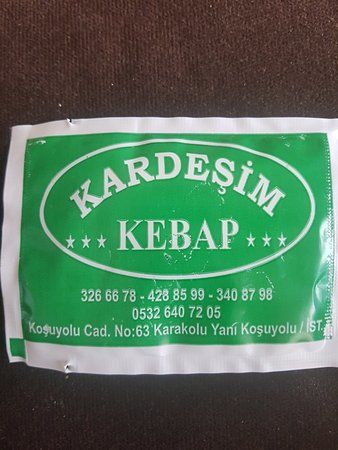 KARDEŞİM
★★★ KEBAP ★★★
326 66 78 - 428 85 99 - 340 87 98
0532 640 72 05
Koşuyolu Cad. No:63 Karakolu Yanı Koşuyolu / İST.